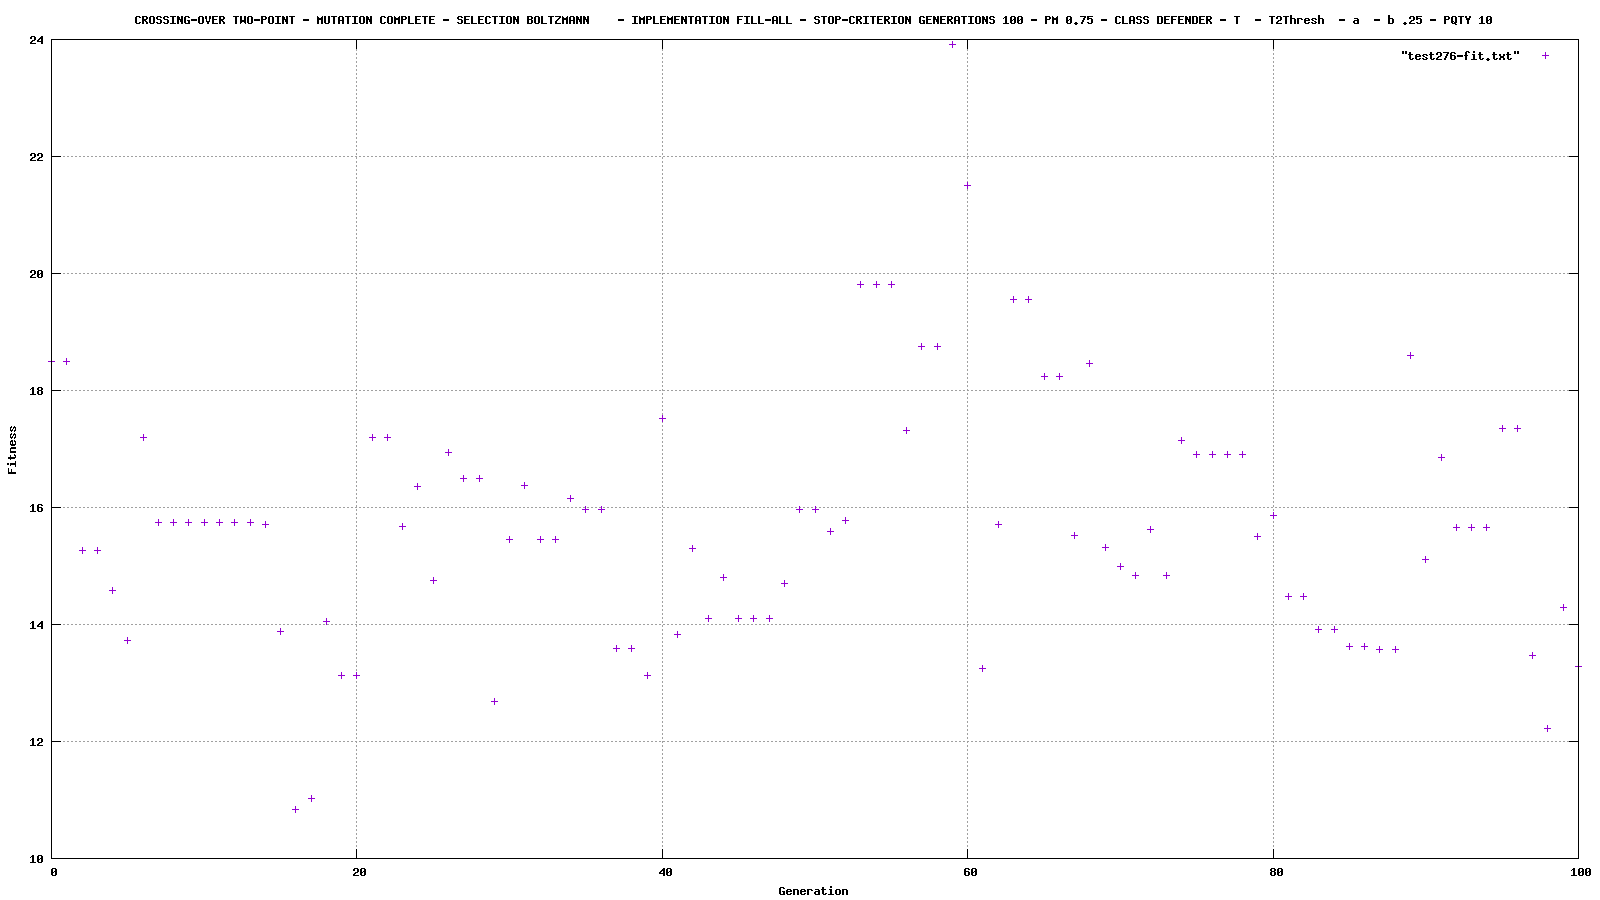 CROSSING-OVER TWO-POINT - MUTATION COMPLETE - SELECTION BOLTZMANN    - IMPLEMENTATION FILL-ALL - STOP-CRITERION GENERATIONS 100 - PM 0.75 - CLASS DEFENDER - T  - T2Thresh  - a  - b .25 - PQTY 10
"test276-fit.txt"
24
22
20
18
16
14
12
10
Fitness
0 20 40 60 80 100
Generation